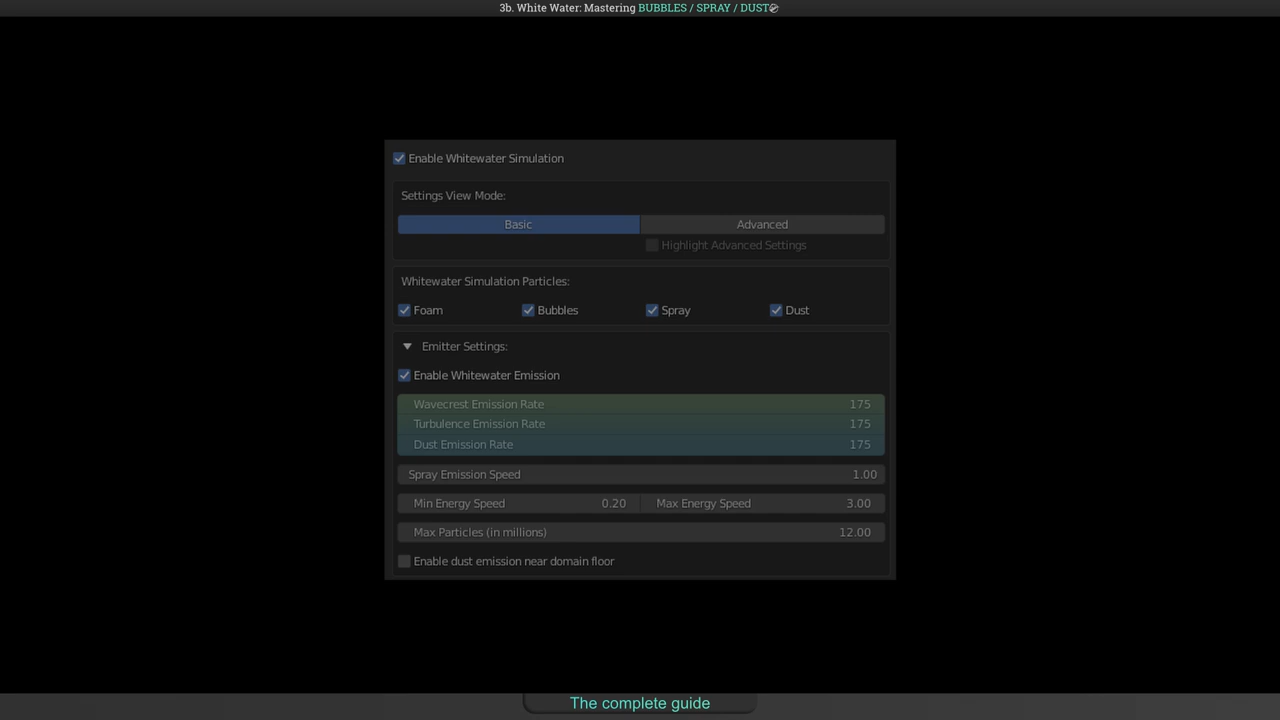 3b. White Water: Mastering BUBBLES / SPRAY / DUST
Enable Whitewater Simulation
Settings View Mode:
Basic Advanced
Highlight Advanced Settings
Whitewater Simulation Particles:
Foam Bubbles Spray Dust
Emitter Settings:
Enable Whitewater Emission
Wavecrest Emission Rate 175
Turbulence Emission Rate 175
Dust Emission Rate 175
Spray Emission Speed 1.00
Min Energy Speed 0.20 Max Energy Speed 3.00
Max Particles (in millions) 12.00
Enable dust emission near domain floor
The complete guide